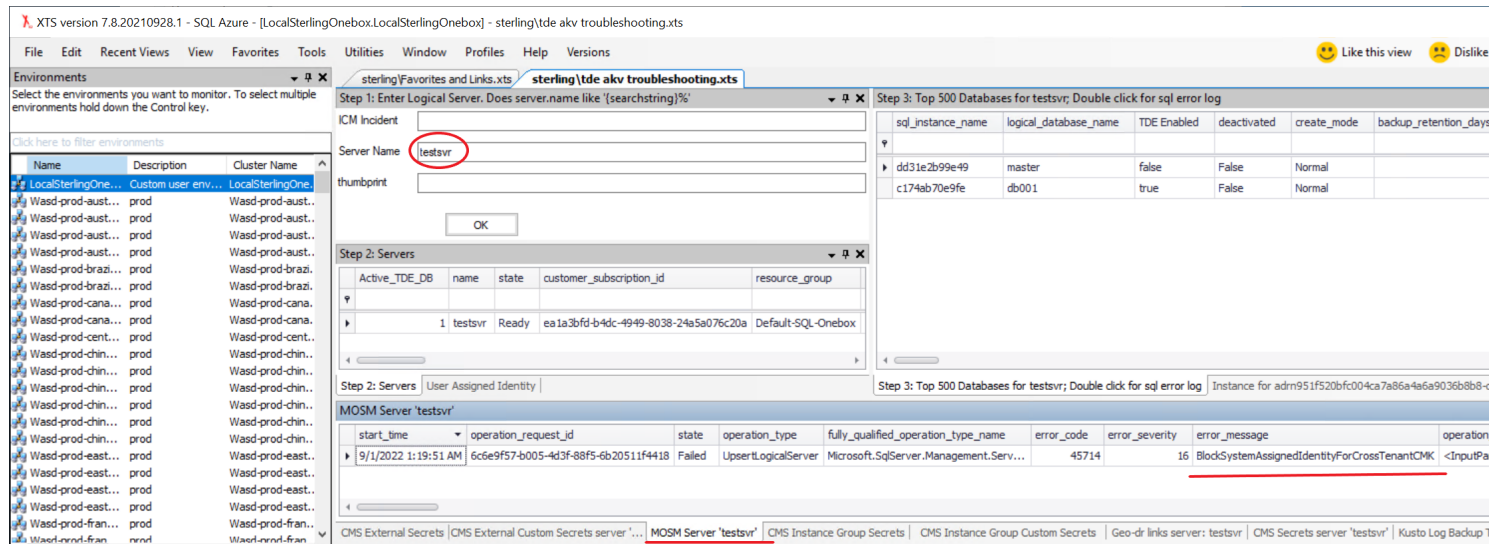 XTS version 7.8.20210928.1 - SQL Azure - [LocalSterlingOnebox.LocalSterlingOnebox] - sterling\tde akv troubleshooting.xts
File Edit Recent Views View Favorites Tools Utilities Window Profiles Help Versions Like this view Dislike
Environments
Select the environments you want to monitor. To select multiple
environments hold down the Control key.
Click here to filter environments
Name Description Cluster Name
LocalSterlingOne... Custom user env... LocalSterlingOne.
Wasd-prod-aust... prod Wasd-prod-aust..
Wasd-prod-aust... prod Wasd-prod-aust..
Wasd-prod-aust... prod Wasd-prod-aust..
Wasd-prod-aust... prod Wasd-prod-aust..
Wasd-prod-brazi... prod Wasd-prod-brazi.
Wasd-prod-brazi... prod Wasd-prod-brazi.
Wasd-prod-cana... prod Wasd-prod-cana.
Wasd-prod-cana... prod Wasd-prod-cana.
Wasd-prod-cent... prod Wasd-prod-cent..
Wasd-prod-chin... prod Wasd-prod-chin..
Wasd-prod-chin... prod Wasd-prod-chin..
Wasd-prod-chin... prod Wasd-prod-chin..
Wasd-prod-chin... prod Wasd-prod-chin..
Wasd-prod-chin... prod Wasd-prod-chin..
Wasd-prod-chin... prod Wasd-prod-chin..
Wasd-prod-east... prod Wasd-prod-east..
Wasd-prod-east... prod Wasd-prod-east..
Wasd-prod-east... prod Wasd-prod-east..
Wasd-prod-east... prod Wasd-prod-east..
Wasd-prod-fran... prod Wasd-prod-fran..
Wasd-prod-fran prod Wasd-prod-fran
sterling\Favorites and Links.xts sterling\tde akv troubleshooting.xts
Step 1: Enter Logical Server. Does server.name like '{searchstring}%'
ICM Incident
Server Name testsvr
thumbprint
OK
Step 2: Servers
Active_TDE_DB name state customer_subscription_id resource_group
1 testsvr Ready ea1a3bfd-b4dc-4949-8038-24a5a076c20a Default-SQL-Onebox
Step 2: Servers User Assigned Identity
Step 3: Top 500 Databases for testsvr; Double click for sql error log
sql_instance_name logical_database_name TDE Enabled deactivated create_mode backup_retention_days
dd31e2b99e49 master false False Normal
c174ab70e9fe db001 true False Normal
Step 3: Top 500 Databases for testsvr; Double click for sql error log Instance for adrn951f520bfc004ca7a86a4a6a9036b8b8-c
MOSM Server 'testsvr'
start_time operation_request_id state operation_type fully_qualified_operation_type_name error_code error_severity error_message operation
9/1/2022 1:19:51 AM 6c6e9f57-b005-4d3f-88f5-6b20511f4418 Failed UpsertLogicalServer Microsoft.SqlServer.Management.Serv... 45714 16 BlockSystemAssignedIdentityForCrossTenantCMK <InputPa
CMS External Secrets CMS External Custom Secrets server '... MOSM Server 'testsvr' CMS Instance Group Secrets CMS Instance Group Custom Secrets Geo-dr links server: testsvr CMS Secrets server 'testsvr' Kusto Log Backup T